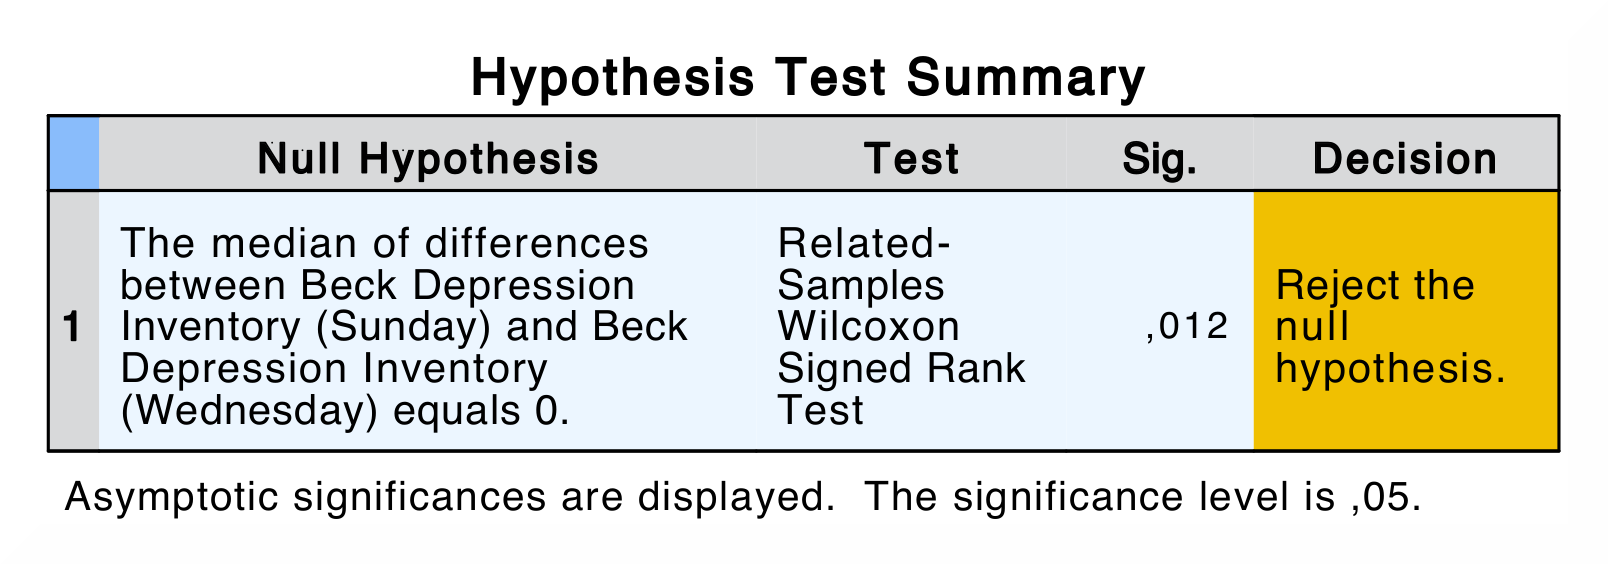 Hypothesis Test Summary
Null Hypothesis Test Sig. Decision
1
The median of differences
between Beck Depression
Inventory (Sunday) and Beck
Depression Inventory
(Wednesday) equals 0.
Related-
Samples
Wilcoxon
Signed Rank
Test
,012
Reject the
null
hypothesis.
Asymptotic significances are displayed.  The significance level is ,05.